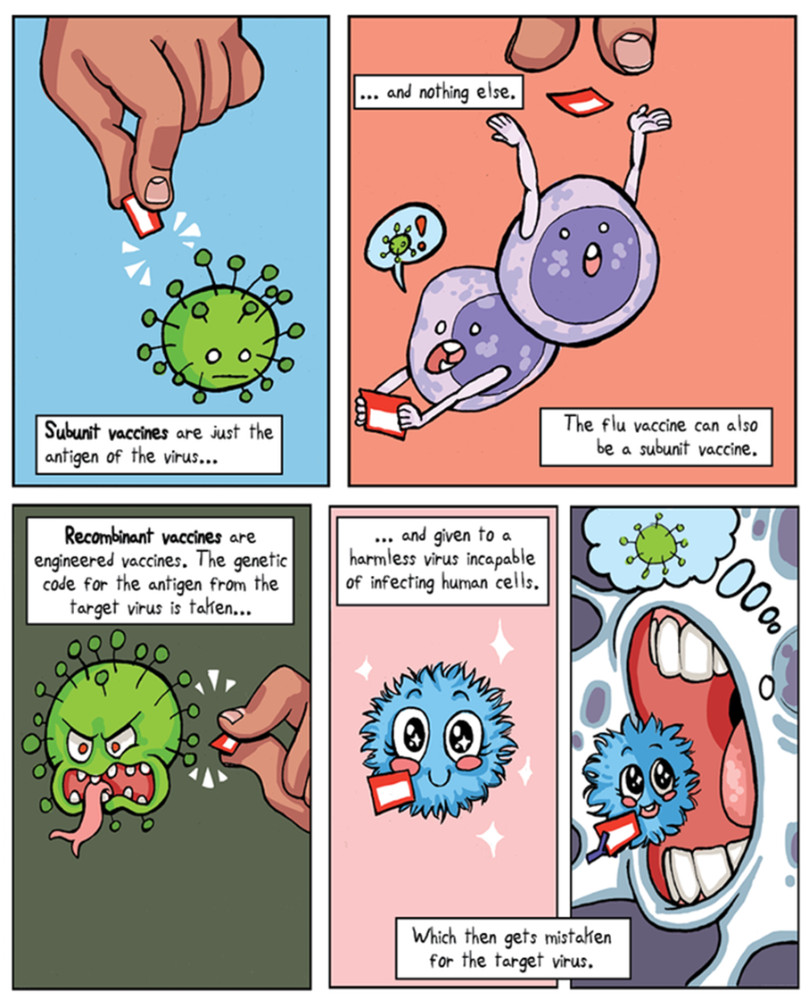 Subunit vaccines are just the
antigen of the virus...
... and nothing else.
The flu vaccine can also
be a subunit vaccine.
Recombinant vaccines are
engineered vaccines. The genetic
code for the antigen from the
target virus is taken...
... and given to a
harmless virus incapable
of infecting human cells.
Which then gets mistaken
for the target virus.